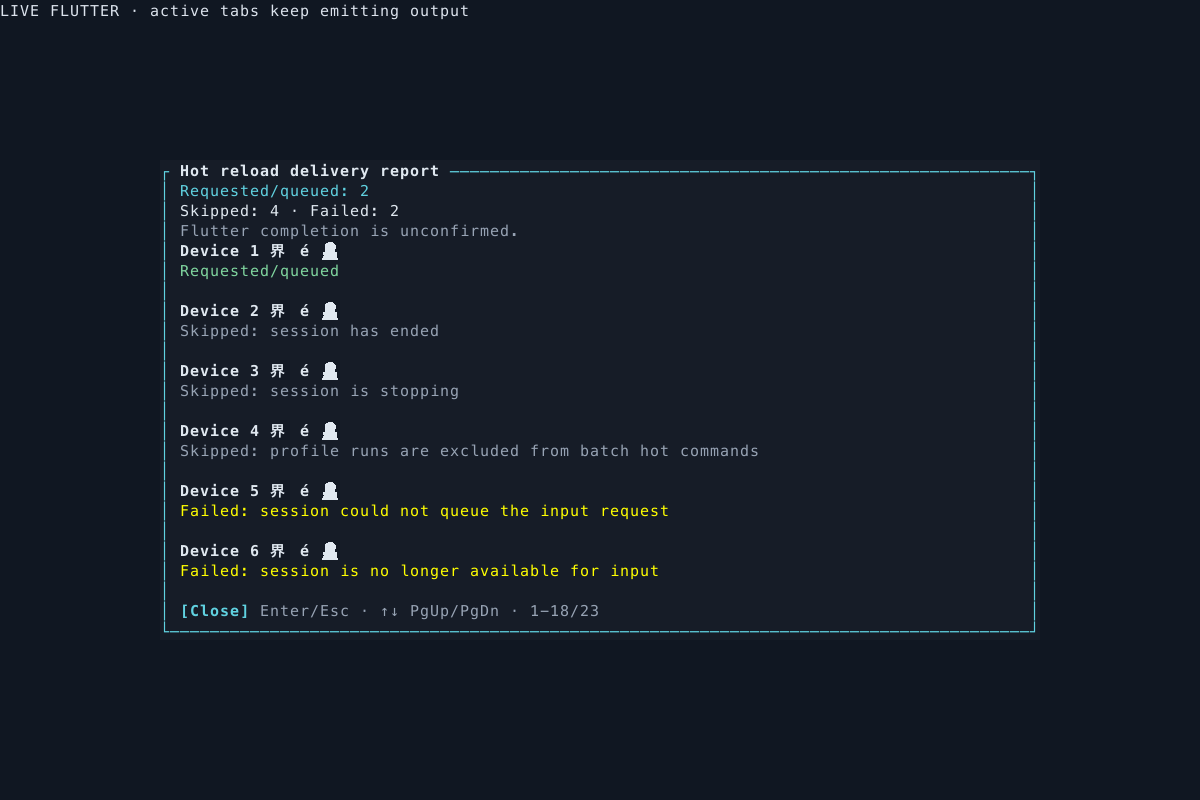 LIVE FLUTTER · active tabs keep emitting output
Hot reload delivery report
Requested/queued: 2
Skipped: 4 · Failed: 2
Flutter completion is unconfirmed.
Device 1 界 é 👤
Requested/queued
Device 2 界 é 👤
Skipped: session has ended
Device 3 界 é 👤
Skipped: session is stopping
Device 4 界 é 👤
Skipped: profile runs are excluded from batch hot commands
Device 5 界 é 👤
Failed: session could not queue the input request
Device 6 界 é 👤
Failed: session is no longer available for input
[Close] Enter/Esc · ↑↓ PgUp/PgDn · 1–18/23